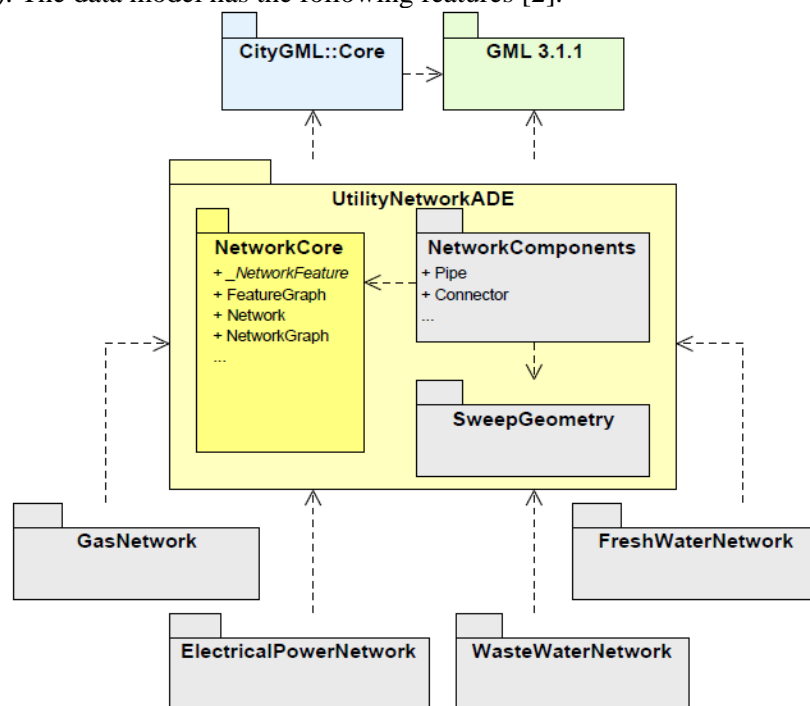 ). The data model has the following features [2].
CityGML::Core
GML 3.1.1
UtilityNetworkADE
NetworkCore
+ _NetworkFeature
+ FeatureGraph
+ Network
+ NetworkGraph
...
NetworkComponents
+ Pipe
+ Connector
...
SweepGeometry
GasNetwork
FreshWaterNetwork
ElectricalPowerNetwork
WasteWaterNetwork